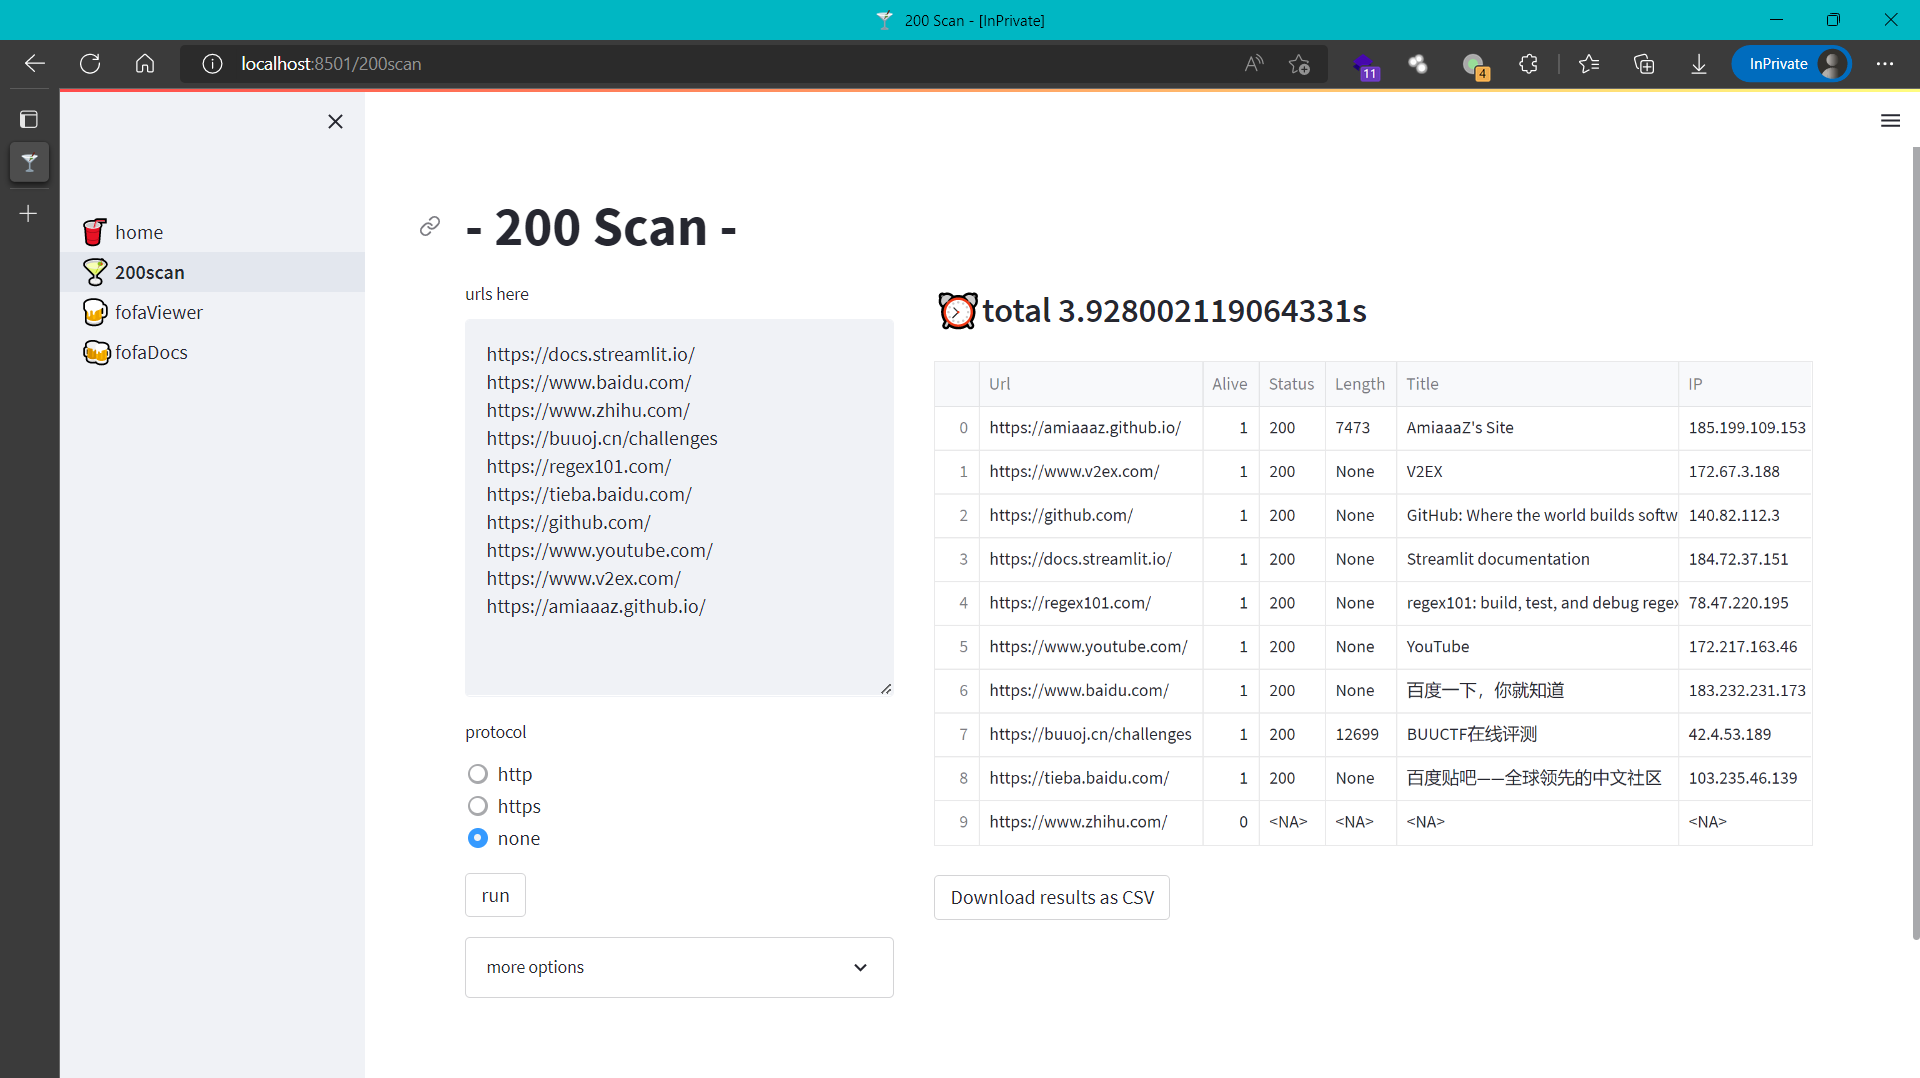 200 Scan - [InPrivate]
localhost:8501/200scan
11
4
InPrivate
home
200scan
fofaViewer
fofaDocs
- 200 Scan -
urls here
https://docs.streamlit.io/
https://www.baidu.com/
https://www.zhihu.com/
https://buuoj.cn/challenges
https://regex101.com/
https://tieba.baidu.com/
https://github.com/
https://www.youtube.com/
https://www.v2ex.com/
https://amiaaaz.github.io/
protocol
http
https
none
run
more options
total 3.928002119064331s
Url Alive Status Length Title IP
0 https://amiaaaz.github.io/ 1 200 7473 AmiaaaZ's Site 185.199.109.153
1 https://www.v2ex.com/ 1 200 None V2EX 172.67.3.188
2 https://github.com/ 1 200 None GitHub: Where the world builds softw 140.82.112.3
3 https://docs.streamlit.io/ 1 200 None Streamlit documentation 184.72.37.151
4 https://regex101.com/ 1 200 None regex101: build, test, and debug regex 78.47.220.195
5 https://www.youtube.com/ 1 200 None YouTube 172.217.163.46
6 https://www.baidu.com/ 1 200 None 百度一下，你就知道 183.232.231.173
7 https://buuoj.cn/challenges 1 200 12699 BUUCTF在线评测 42.4.53.189
8 https://tieba.baidu.com/ 1 200 None 百度贴吧——全球领先的中文社区 103.235.46.139
9 https://www.zhihu.com/ 0 <NA> <NA> <NA> <NA>
Download results as CSV